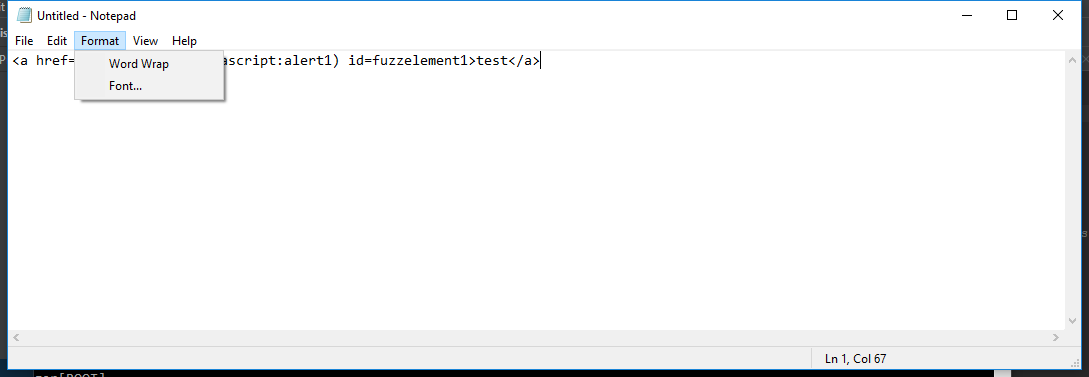 Untitled - Notepad
File Edit Format View Help
<a href= ascript:alert1) id=fuzzelement1>test</a>
Word Wrap
Font...
Ln 1, Col 67